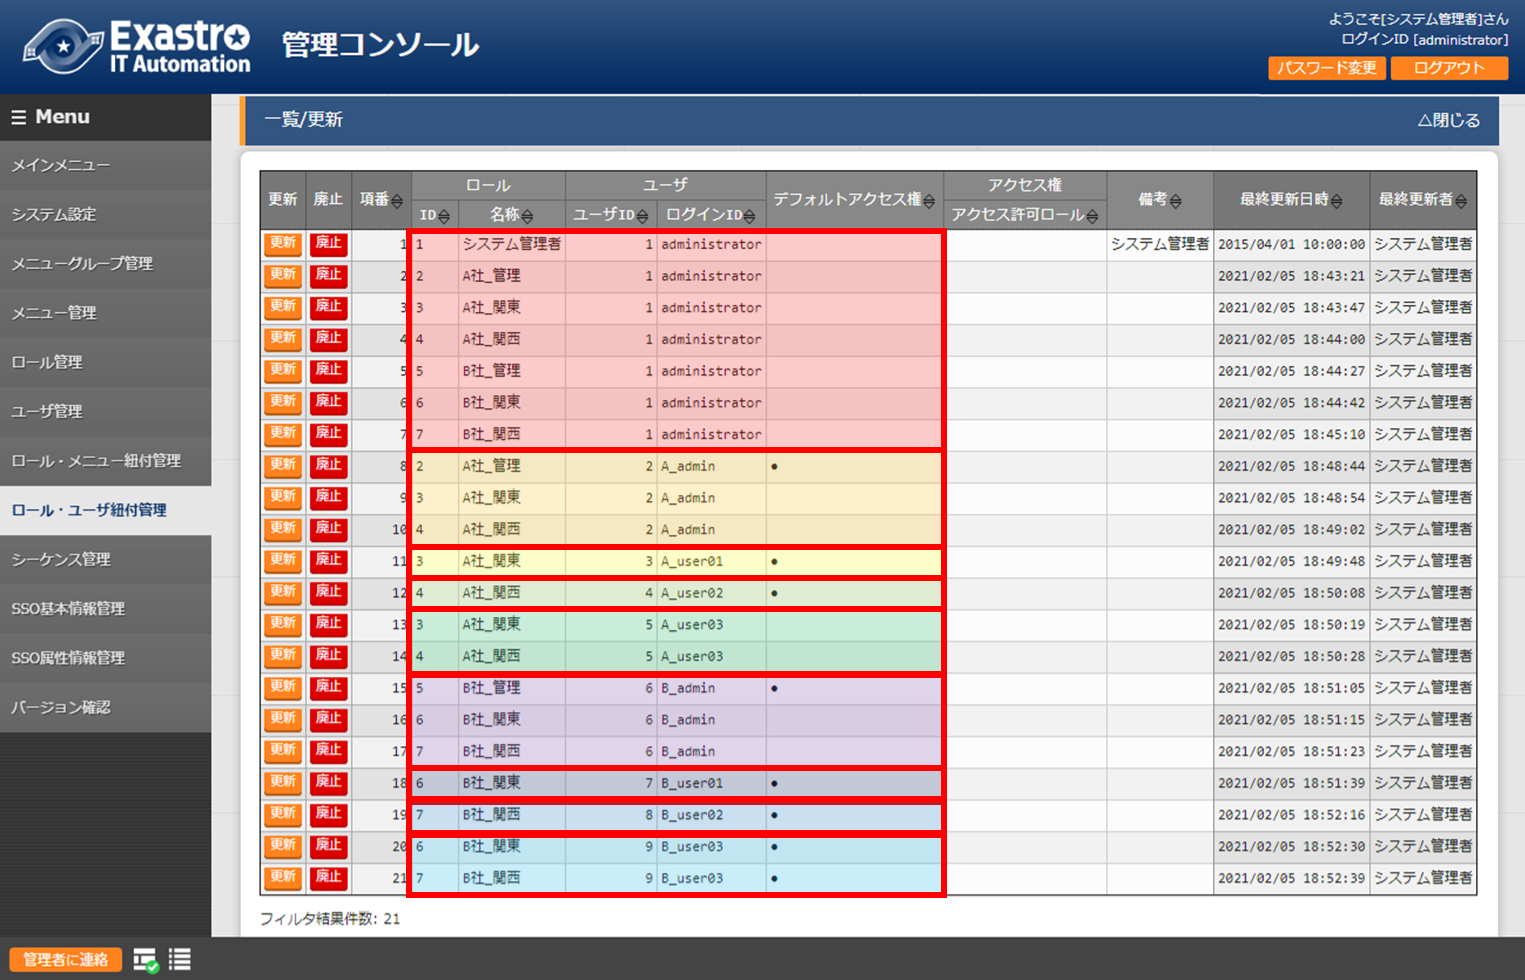 Exastro
IT Automation
管理コンソール
ようこそ[システム管理者]さん
ログインID [administrator]
パスワード変更 ログアウト
Menu
メインメニュー
システム設定
メニューグループ管理
メニュー管理
ロール管理
ユーザ管理
ロール・メニュー紐付管理
ロール・ユーザ紐付管理
シーケンス管理
SSO基本情報管理
SSO属性情報管理
バージョン確認
一覧/更新 △閉じる
更新 廃止 項番 ロール ユーザ デフォルトアクセス権 アクセス権 備考 最終更新日時 最終更新者
ID 名称 ユーザID ログインID アクセス許可ロール
更新 廃止 1 1 システム管理者 1 administrator システム管理者 2015/04/01 10:00:00 システム管理者
更新 廃止 2 2 A社_管理 1 administrator 2021/02/05 18:43:21 システム管理者
更新 廃止 3 3 A社_関東 1 administrator 2021/02/05 18:43:47 システム管理者
更新 廃止 4 4 A社_関西 1 administrator 2021/02/05 18:44:00 システム管理者
更新 廃止 5 5 B社_管理 1 administrator 2021/02/05 18:44:27 システム管理者
更新 廃止 6 6 B社_関東 1 administrator 2021/02/05 18:44:42 システム管理者
更新 廃止 7 7 B社_関西 1 administrator 2021/02/05 18:45:10 システム管理者
更新 廃止 8 2 A社_管理 2 A_admin ● 2021/02/05 18:48:44 システム管理者
更新 廃止 9 3 A社_関東 2 A_admin 2021/02/05 18:48:54 システム管理者
更新 廃止 10 4 A社_関西 2 A_admin 2021/02/05 18:49:02 システム管理者
更新 廃止 11 3 A社_関東 3 A_user01 ● 2021/02/05 18:49:48 システム管理者
更新 廃止 12 4 A社_関西 4 A_user02 ● 2021/02/05 18:50:08 システム管理者
更新 廃止 13 3 A社_関東 5 A_user03 2021/02/05 18:50:19 システム管理者
更新 廃止 14 4 A社_関西 5 A_user03 2021/02/05 18:50:28 システム管理者
更新 廃止 15 5 B社_管理 6 B_admin ● 2021/02/05 18:51:05 システム管理者
更新 廃止 16 6 B社_関東 6 B_admin 2021/02/05 18:51:15 システム管理者
更新 廃止 17 7 B社_関西 6 B_admin 2021/02/05 18:51:23 システム管理者
更新 廃止 18 6 B社_関東 7 B_user01 ● 2021/02/05 18:51:39 システム管理者
更新 廃止 19 7 B社_関西 8 B_user02 ● 2021/02/05 18:52:16 システム管理者
更新 廃止 20 6 B社_関東 9 B_user03 ● 2021/02/05 18:52:30 システム管理者
更新 廃止 21 7 B社_関西 9 B_user03 ● 2021/02/05 18:52:39 システム管理者
フィルタ結果件数: 21
管理者に連絡